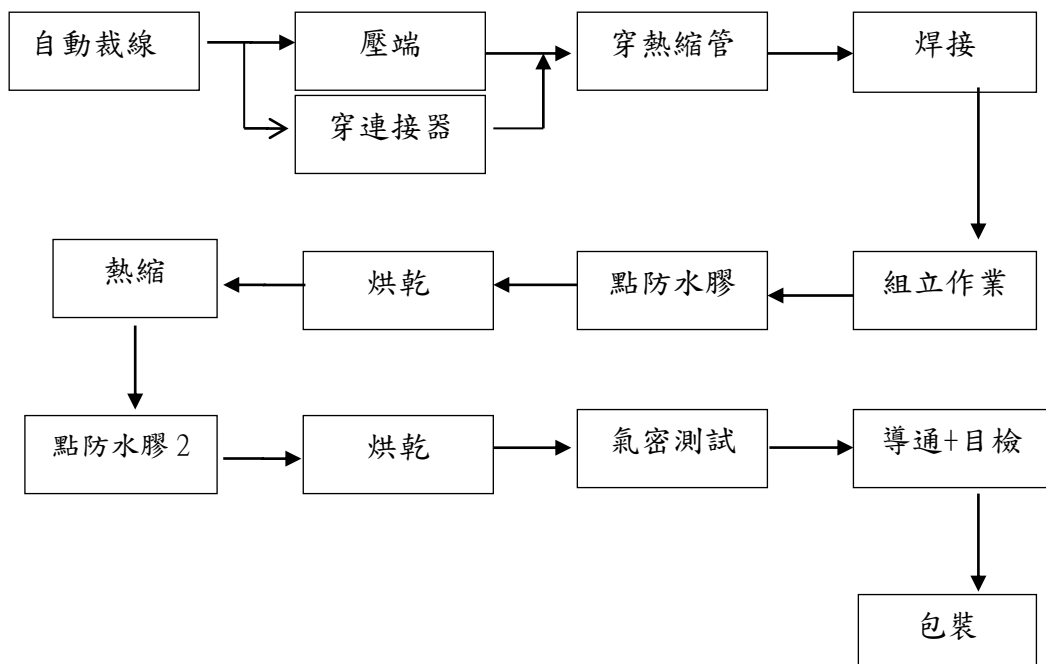 自動裁線
壓端
穿連接器
穿熱縮管
焊接
組立作業
點防水膠
烘乾
熱縮
點防水膠 2
烘乾
氣密測試
導通+目檢
包裝